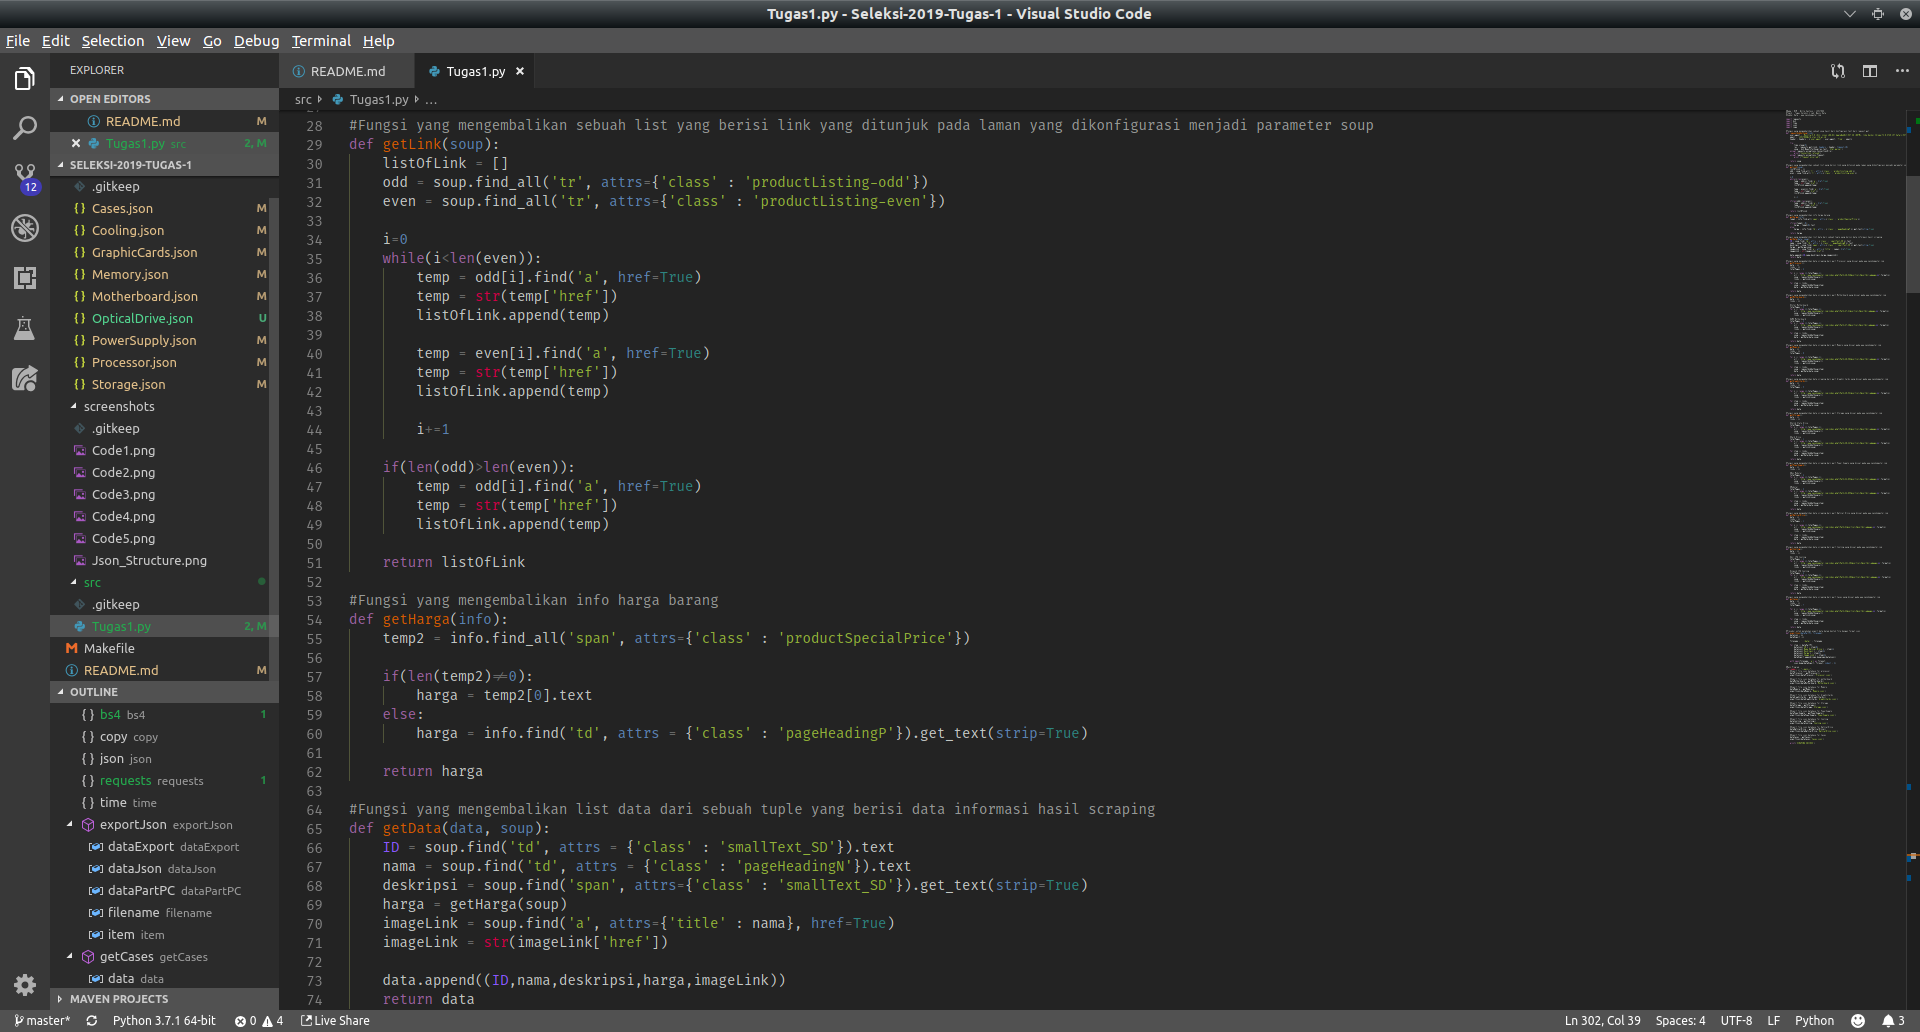 Tugas1.py - Seleksi-2019-Tugas-1 - Visual Studio Code
File Edit Selection View Go Debug Terminal Help
EXPLORER
OPEN EDITORS
README.md M
Tugas1.py src 2, M
SELEKSI-2019-TUGAS-1
.gitkeep
{ } Cases.json M
{ } Cooling.json M
{ } GraphicCards.json M
{ } Memory.json M
{ } Motherboard.json M
{ } OpticalDrive.json U
{ } PowerSupply.json M
{ } Processor.json M
{ } Storage.json M
screenshots
.gitkeep
Code1.png
Code2.png
Code3.png
Code4.png
Code5.png
Json_Structure.png
src
.gitkeep
Tugas1.py 2, M
Makefile
README.md M
12
OUTLINE
{ } bs4 bs4 1
{ } copy copy
{ } json json
{ } requests requests 1
{ } time time
exportJson exportJson
dataExport dataExport
dataJson dataJson
dataPartPC dataPartPC
filename filename
item item
getCases getCases
data data
MAVEN PROJECTS
README.md
Tugas1.py
src Tugas1.py ...
28 #Fungsi yang mengembalikan sebuah list yang berisi link yang ditunjuk pada laman yang dikonfigurasi menjadi parameter soup
29 def getLink(soup):
30 listOfLink = []
31 odd = soup.find_all('tr', attrs={'class' : 'productListing-odd'})
32 even = soup.find_all('tr', attrs={'class' : 'productListing-even'})
33
34 i=0
35 while(i<len(even)):
36 temp = odd[i].find('a', href=True)
37 temp = str(temp['href'])
38 listOfLink.append(temp)
39
40 temp = even[i].find('a', href=True)
41 temp = str(temp['href'])
42 listOfLink.append(temp)
43
44 i+=1
45
46 if(len(odd)>len(even)):
47 temp = odd[i].find('a', href=True)
48 temp = str(temp['href'])
49 listOfLink.append(temp)
50
51 return listOfLink
52
53 #Fungsi yang mengembalikan info harga barang
54 def getHarga(info):
55 temp2 = info.find_all('span', attrs={'class' : 'productSpecialPrice'})
56
57 if(len(temp2)≠0):
58 harga = temp2[0].text
59 else:
60 harga = info.find('td', attrs = {'class' : 'pageHeadingP'}).get_text(strip=True)
61
62 return harga
63
64 #Fungsi yang mengembalikan list data dari sebuah tuple yang berisi data informasi hasil scraping
65 def getData(data, soup):
66 ID = soup.find('td', attrs = {'class' : 'smallText_SD'}).text
67 nama = soup.find('td', attrs = {'class' : 'pageHeadingN'}).text
68 deskripsi = soup.find('span', attrs={'class' : 'smallText_SD'}).get_text(strip=True)
69 harga = getHarga(soup)
70 imageLink = soup.find('a', attrs={'title' : nama}, href=True)
71 imageLink = str(imageLink['href'])
72
73 data.append((ID,nama,deskripsi,harga,imageLink))
74 return data
master* Python 3.7.1 64-bit 0 4 Live Share Ln 302, Col 39 Spaces: 4 UTF-8 LF Python 3